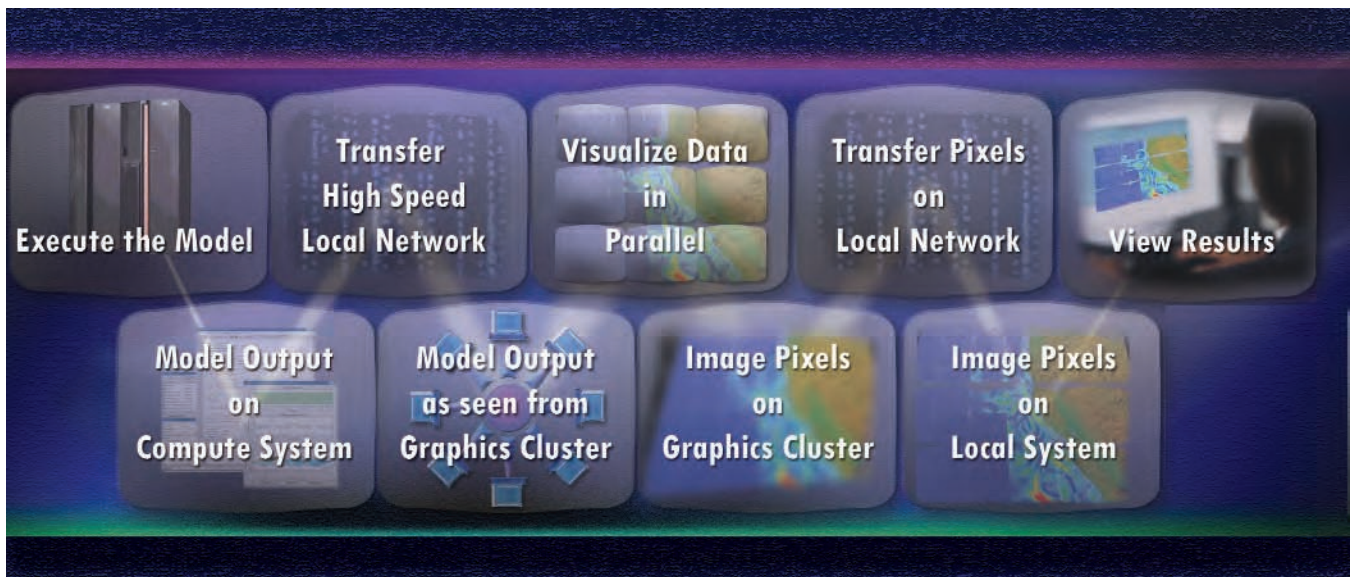 Execute the Model
Transfer
High Speed
Local Network
Visualize Data
in
Parallel
Transfer Pixels
on
Local Network
View Results
Model Output
on
Compute System
Model Output
as seen from
Graphics Cluster
Image Pixels
on
Graphics Cluster
Image Pixels
on
Local System